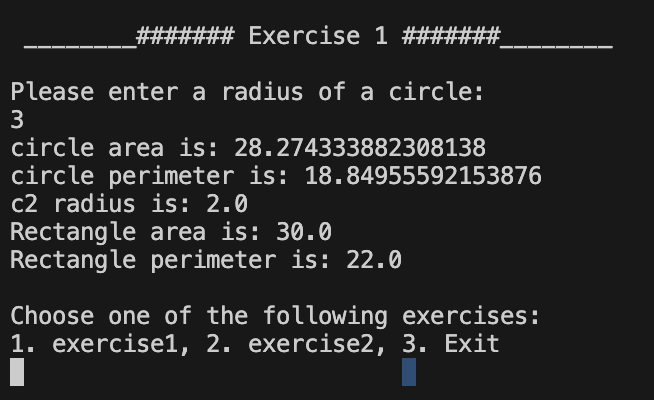 ________####### Exercise 1 #######________
Please enter a radius of a circle:
3
circle area is: 28.274333882308138
circle perimeter is: 18.84955592153876
c2 radius is: 2.0
Rectangle area is: 30.0
Rectangle perimeter is: 22.0
Choose one of the following exercises:
1. exercise1, 2. exercise2, 3. Exit